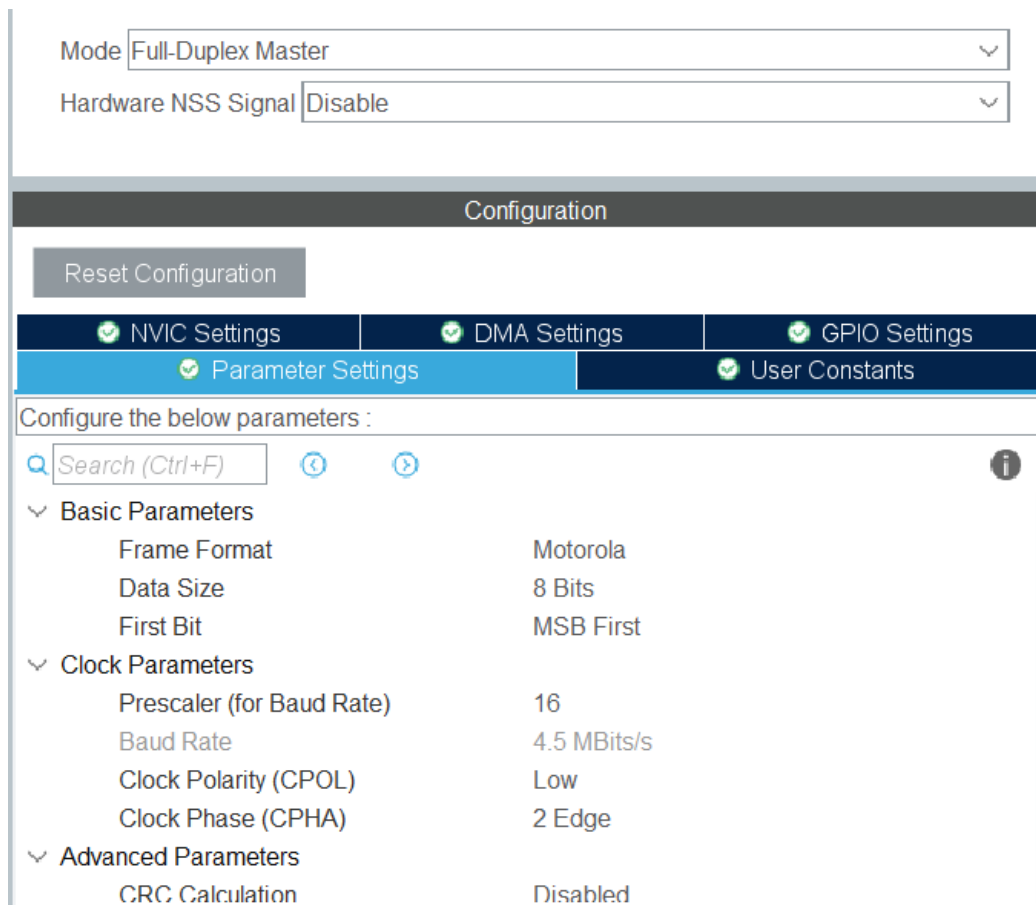 Mode Full-Duplex Master
Hardware NSS Signal Disable
Configuration
Reset Configuration
NVIC Settings DMA Settings GPIO Settings
Parameter Settings User Constants
Configure the below parameters :
Search (Ctrl+F)
Basic Parameters
Frame Format Motorola
Data Size 8 Bits
First Bit MSB First
Clock Parameters
Prescaler (for Baud Rate) 16
Baud Rate 4.5 MBits/s
Clock Polarity (CPOL) Low
Clock Phase (CPHA) 2 Edge
Advanced Parameters
CRC Calculation Disabled